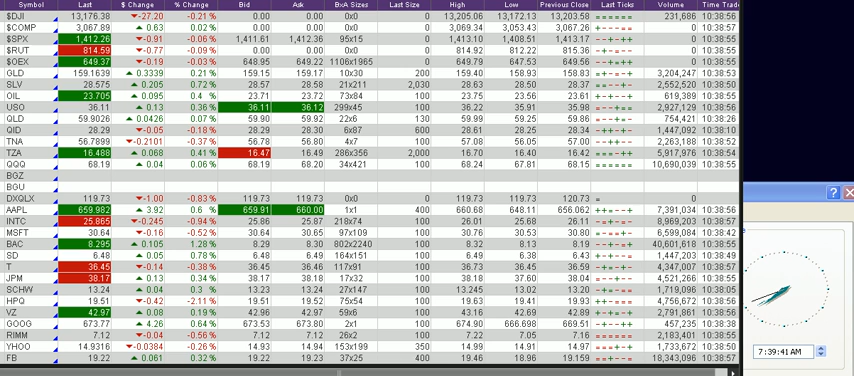 Symbol Last $ Change % Change Bid Ask BxA Sizes Last Size High Low Previous Close Last Ticks Volume Time Trade
$DJI 13,176.38 -27.20 -0.21 % 0.00 0.00 0x0 0 13,205.06 13,172.13 13,203.58 ====== 231,686 10:38:56
$COMP 3,067.89 0.63 0.02 % 0.00 0.00 0x0 0 3,069.34 3,053.43 3,067.26 0 10:38:57
$SPX 1,412.26 -0.91 -0.06 % 1,411.61 1,412.36 95x15 0 1,413.10 1,408.51 1,413.17 0 10:38:55
$RUT 814.59 -0.77 -0.09 % 0.00 0.00 0x0 0 814.92 812.22 815.36 0 10:38:55
$OEX 649.37 -0.19 -0.03 % 648.95 649.22 1106x1965 0 649.79 647.53 649.56 0 10:38:55
GLD 159.1639 0.3339 0.21 % 159.15 159.17 10x30 200 159.40 158.93 158.83 3,204,247 10:38:53
SLV 28.575 0.205 0.72 % 28.57 28.58 21x211 2,030 28.63 28.50 28.37 2,552,520 10:38:50
OIL 23.705 0.095 0.4 % 23.71 23.72 73x84 100 23.75 23.56 23.61 619,389 10:38:55
USO 36.11 0.13 0.36 % 36.11 36.12 299x45 100 36.22 35.91 35.98 2,927,129 10:38:56
QLD 59.9026 0.0426 0.07 % 59.90 59.92 22x6 130 59.99 59.25 59.86 754,421 10:38:26
QID 28.29 -0.05 -0.18 % 28.29 28.30 6x87 600 28.61 28.25 28.34 1,447,092 10:38:10
TNA 56.7899 -0.2101 -0.37 % 56.78 56.80 4x7 100 57.08 56.05 57.00 2,263,188 10:38:52
TZA 16.488 0.068 0.41 % 16.47 16.49 286x356 2,000 16.70 16.40 16.42 5,917,976 10:38:54
QQQ 68.19 0.04 0.06 % 68.19 68.20 34x421 100 68.24 67.81 68.15 10,690,039 10:38:55
BGZ
BGU
DXQLX 119.73 -1.00 -0.83 % 119.73 119.73 0x0 119.73 119.73 120.73 = 0
AAPL 659.982 3.92 0.6 % 659.91 660.00 1x1 400 660.68 648.11 656.062 7,391,034 10:38:56
INTC 25.865 -0.245 -0.94 % 25.86 25.87 218x74 100 26.01 25.68 26.11 8,969,203 10:38:57
MSFT 30.64 -0.16 -0.52 % 30.64 30.65 97x109 100 30.76 30.53 30.80 6,599,084 10:38:42
BAC 8.295 0.105 1.28 % 8.29 8.30 802x2240 100 8.32 8.13 8.19 40,601,618 10:38:55
SD 6.48 0.05 0.78 % 6.48 6.49 164x151 100 6.49 6.38 6.43 1,447,203 10:38:49
T 36.45 -0.14 -0.38 % 36.45 36.46 117x91 100 36.73 36.45 36.59 4,347,007 10:38:55
JPM 38.17 0.13 0.34 % 38.17 38.18 17x32 100 38.18 37.60 38.04 4,521,266 10:38:55
SCHW 13.24 0.04 0.3 % 13.23 13.24 27x147 100 13.245 13.02 13.20 1,719,096 10:38:05
HPQ 19.51 -0.42 -2.11 % 19.51 19.52 75x54 100 19.63 19.41 19.93 4,756,672 10:38:56
VZ 42.97 0.08 0.19 % 42.96 42.97 59x6 100 43.16 42.69 42.89 2,791,861 10:38:56
GOOG 673.77 4.26 0.64 % 673.53 673.80 2x1 100 674.90 666.698 669.51 457,235 10:38:38
RIMM 7.12 -0.04 -0.56 % 7.12 7.12 26x2 100 7.22 7.05 7.16 2,183,401 10:38:55
YHOO 14.9316 -0.0384 -0.26 % 14.93 14.94 153x199 350 14.99 14.91 14.97 1,733,672 10:38:50
FB 19.22 0.061 0.32 % 19.22 19.23 37x25 400 19.46 18.96 19.159 18,343,096 10:38:56
7:39:41 AM